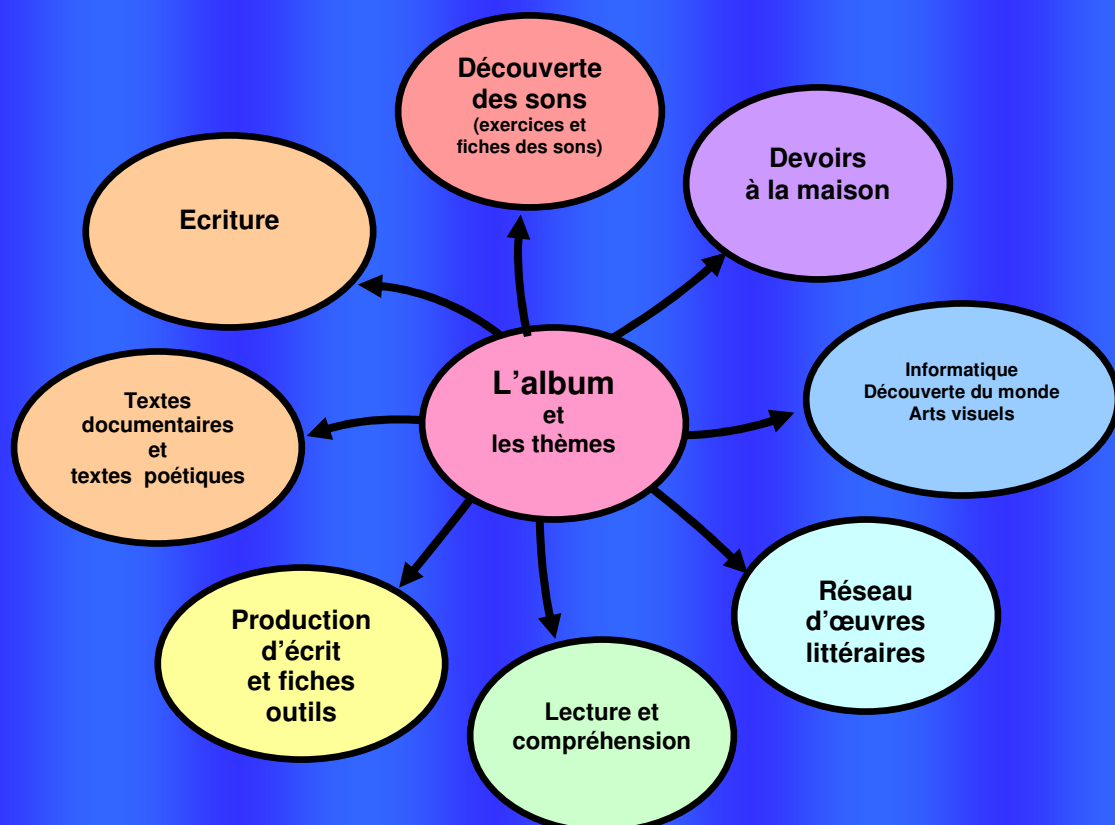 Découverte
des sons
(exercices et
fiches des sons)
Devoirs
à la maison
Ecriture
Informatique
Découverte du monde
Arts visuels
L'album
et
les thèmes
Textes
documentaires
et
textes poétiques
Réseau
d'œuvres
littéraires
Production
d'écrit
et fiches
outils
Lecture et
compréhension